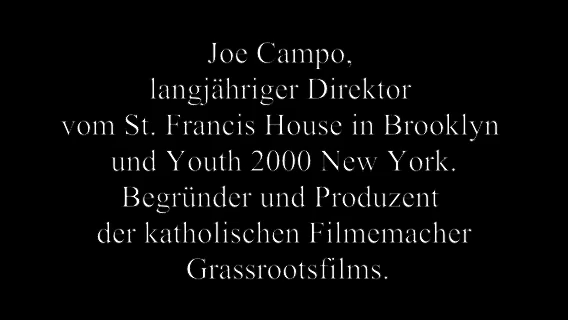 Joe Campo,
langjähriger Direktor
vom St. Francis House in Brooklyn
und Youth 2000 New York.
Begründer und Produzent
der katholischen Filmemacher
Grassrootsfilms.